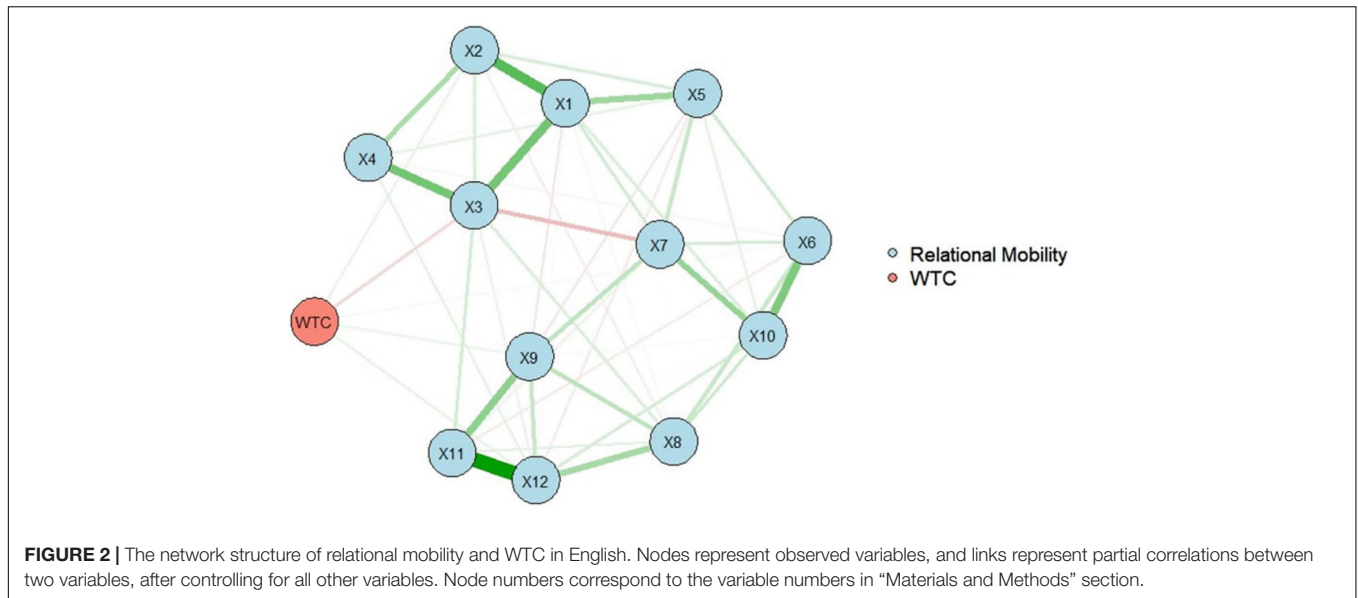 X2
X1
X5
X4
X3
X7
X6
Relational Mobility
WTC
WTC
X10
X9
X8
X11
X12
FIGURE 2 | The network structure of relational mobility and WTC in English. Nodes represent observed variables, and links represent partial correlations between
two variables, after controlling for all other variables. Node numbers correspond to the variable numbers in “Materials and Methods” section.